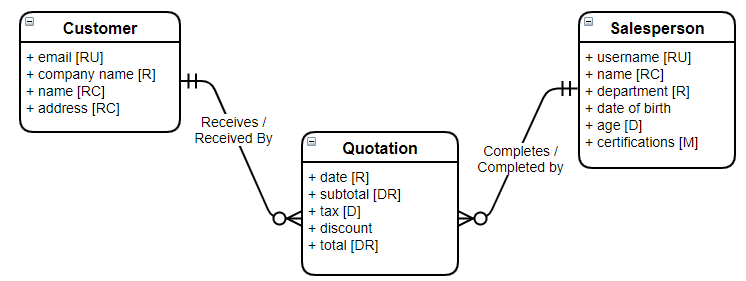 Customer
+ email [RU]
+ company name [R]
+ name [RC]
+ address [RC]
Receives /
Received By
Quotation
+ date [R]
+ subtotal [DR]
+ tax [D]
+ discount
+ total [DR]
Completes /
Completed by
Salesperson
+ username [RU]
+ name [RC]
+ department [R]
+ date of birth
+ age [D]
+ certifications [M]